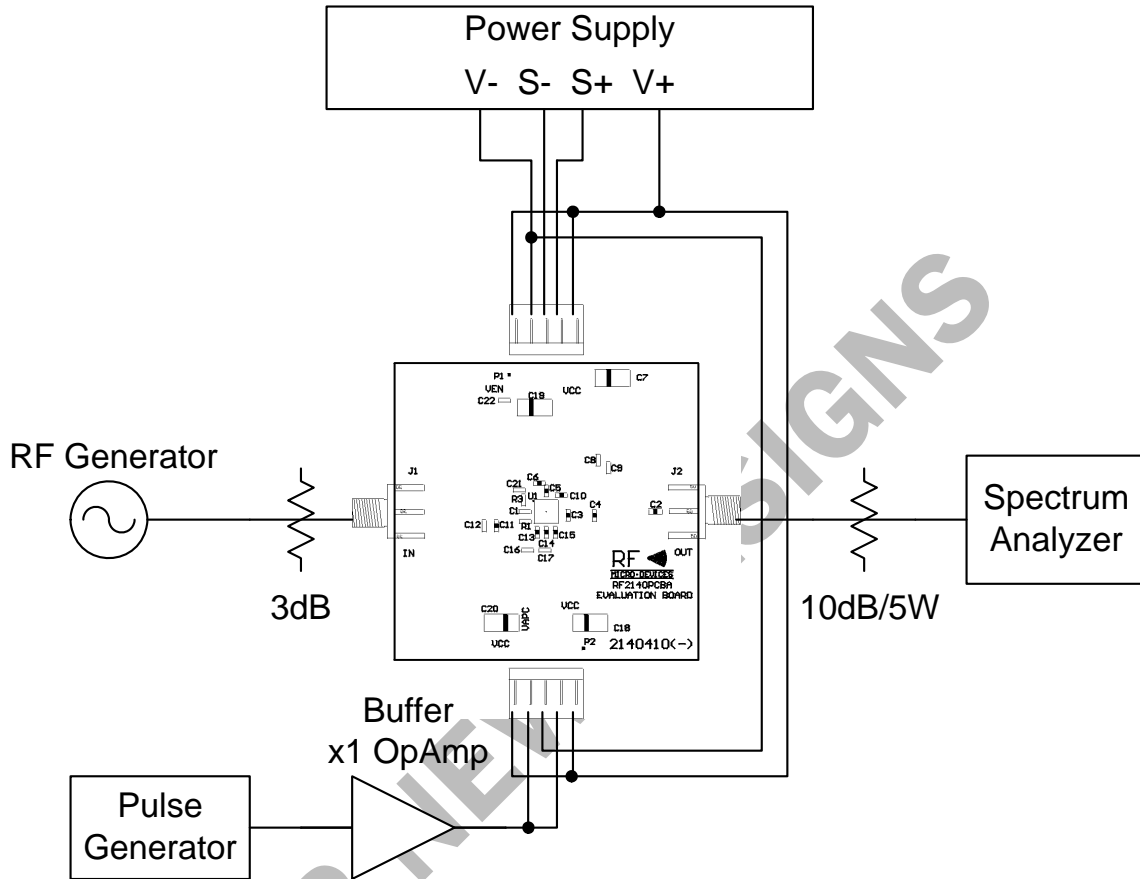 Power Supply
V- S- S+ V+
P1
VEN
C22
C19
VCC
C7
RF Generator
3dB
J1
IN
C8
C9
C6
C5
C10
C21
R3
U1
C1
C3
C4
C2
C12
C11
R1
C13
C14
C15
C16
C17
J2
OUT
RF
MICRO-DEVICES
RF2140PCBA
EVALUATION BOARD
C20
VAPC
VCC
VCC
C18
P2
2140410(-)
10dB/5W
Spectrum
Analyzer
Buffer
x1 OpAmp
Pulse
Generator
NEW
SIGNS